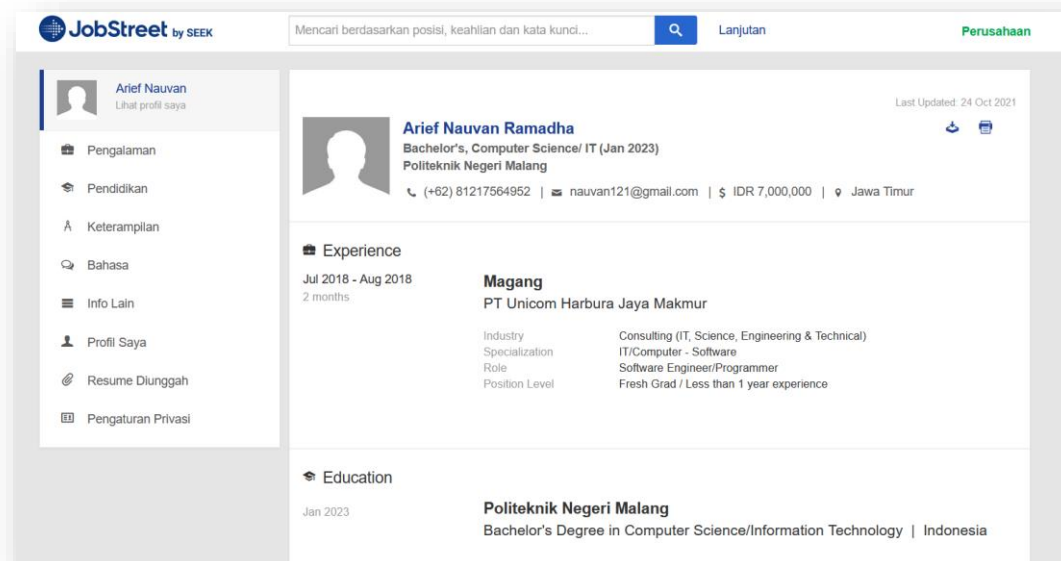 JobStreet by SEEK
Mencari berdasarkan posisi, keahlian dan kata kunci...
Lanjutan
Perusahaan
Arief Nauvan
Lihat profil saya
Pengalaman
Pendidikan
Keterampilan
Bahasa
Info Lain
Profil Saya
Resume Diunggah
Pengaturan Privasi
Last Updated: 24 Oct 2021
Arief Nauvan Ramadha
Bachelor's, Computer Science/ IT (Jan 2023)
Politeknik Negeri Malang
(+62) 81217564952 | nauvan121@gmail.com | $ IDR 7,000,000 | Jawa Timur
Experience
Jul 2018 - Aug 2018
2 months
Magang
PT Unicom Harbura Jaya Makmur
Industry Consulting (IT, Science, Engineering & Technical)
Specialization IT/Computer - Software
Role Software Engineer/Programmer
Position Level Fresh Grad / Less than 1 year experience
Education
Jan 2023
Politeknik Negeri Malang
Bachelor's Degree in Computer Science/Information Technology | Indonesia